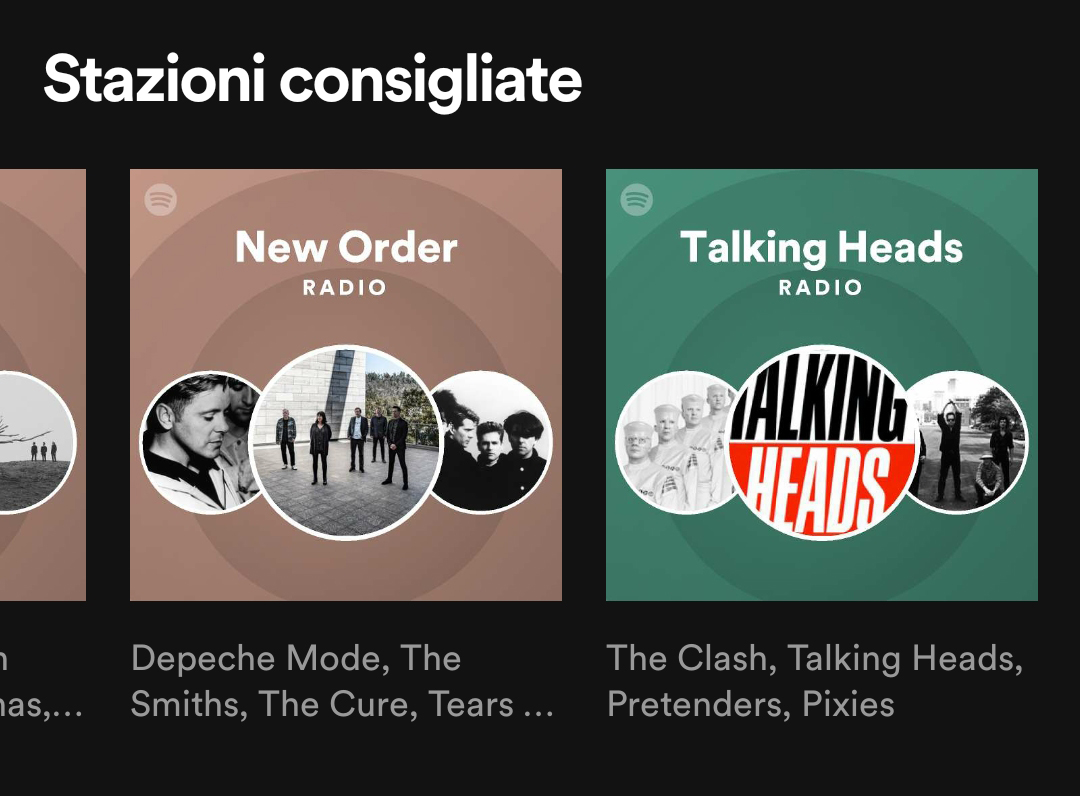 Stazioni consigliate
New Order
RADIO
Talking Heads
RADIO
TALKING
HEADS
Depeche Mode, The
Smiths, The Cure, Tears ...
The Clash, Talking Heads,
Pretenders, Pixies